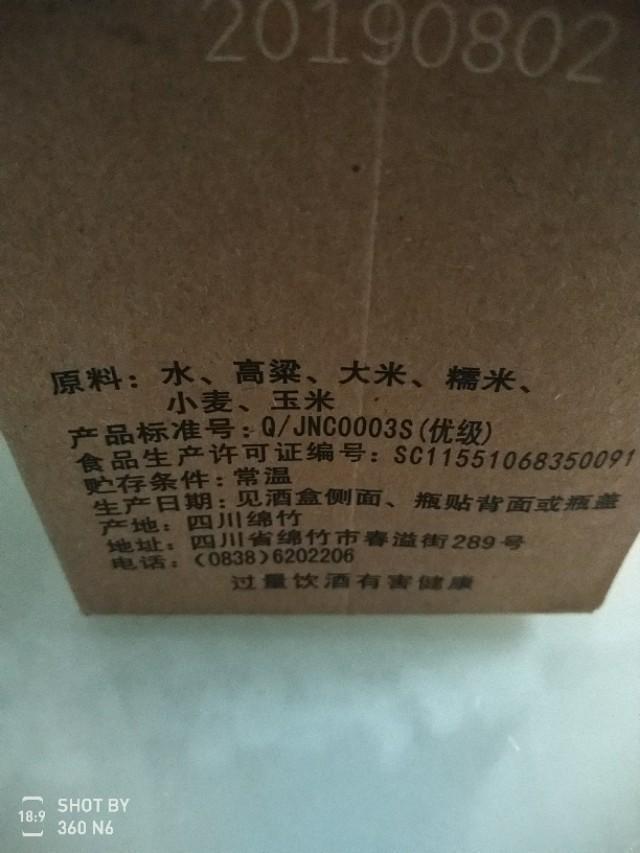 20190802
原料：水、高粱、大米、糯米、
小麦、玉米
产品标准号：Q/JNC0003S(优级)
食品生产许可证编号：SC11551068350091
贮存条件：常温
生产日期：见酒盒侧面、瓶贴背面或瓶盖
产地：四川绵竹
地址：四川省绵竹市春溢街289号
电话：(0838)6202206
过量饮酒有害健康
18:9
SHOT BY
360 N6